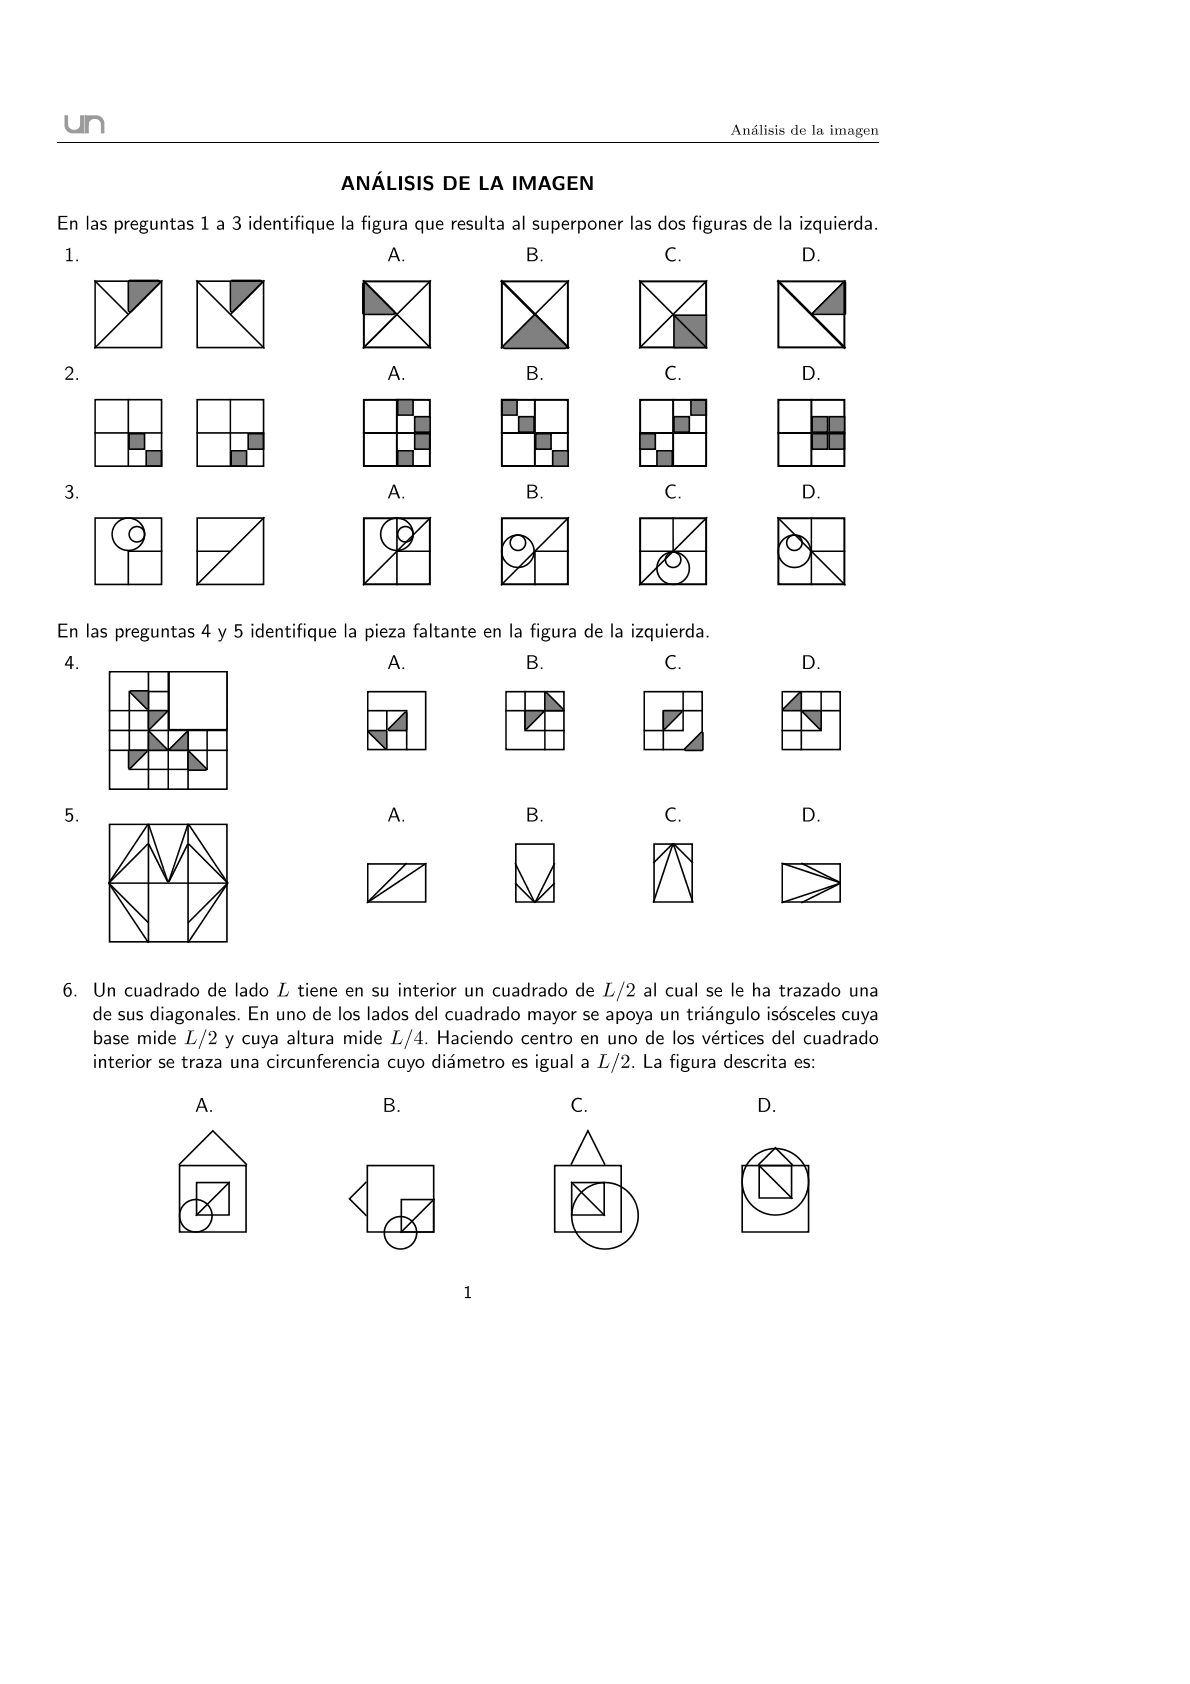 un
Análisis de la imagen
ANÁLISIS DE LA IMAGEN
En las preguntas 1 a 3 identifique la figura que resulta al superponer las dos figuras de la izquierda.
1. A. B. C. D.
2. A. B. C. D.
3. A. B. C. D.
En las preguntas 4 y 5 identifique la pieza faltante en la figura de la izquierda.
4. A. B. C. D.
5. A. B. C. D.
6. Un cuadrado de lado L tiene en su interior un cuadrado de L/2 al cual se le ha trazado una
de sus diagonales. En uno de los lados del cuadrado mayor se apoya un triángulo isósceles cuya
base mide L/2 y cuya altura mide L/4. Haciendo centro en uno de los vértices del cuadrado
interior se traza una circunferencia cuyo diámetro es igual a L/2. La figura descrita es:
A. B. C. D.
1